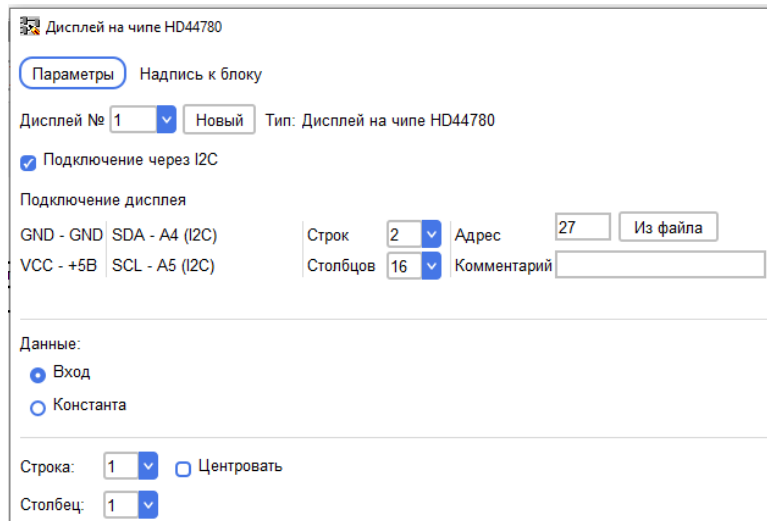 Дисплей на чипе HD44780
Параметры Надпись к блоку
Дисплей № 1 Новый Тип: Дисплей на чипе HD44780
Подключение через I2C
Подключение дисплея
GND - GND SDA - A4 (I2C) Строк 2 Адрес 27 Из файла
VCC - +5В SCL - A5 (I2C) Столбцов 16 Комментарий
Данные:
Вход
Константа
Строка: 1 Центровать
Столбец: 1